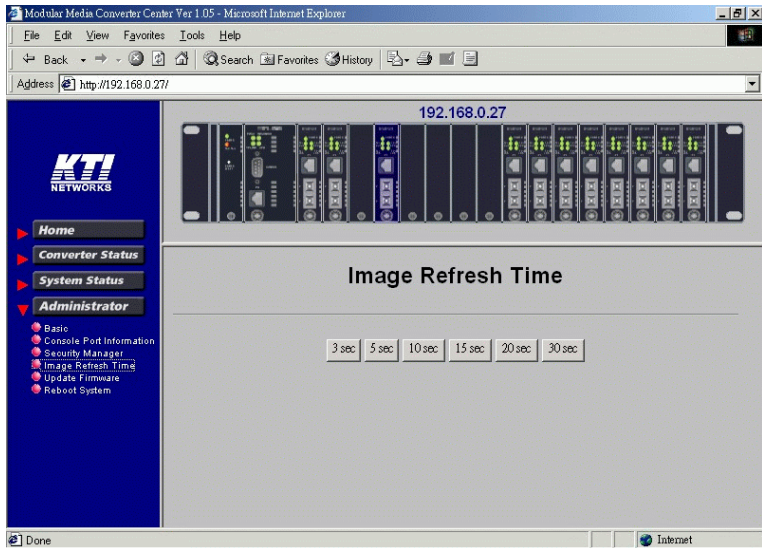 Modular Media Converter Center Ver 1.05 - Microsoft Internet Explorer
File Edit View Favorites Tools Help
Back Search Favorites History
Address http://192.168.0.27/
192.168.0.27
KTI
NETWORKS
Home
Converter Status
System Status
Administrator
Basic
Console Port Information
Security Manager
Image Refresh Time
Update Firmware
Reboot System
Image Refresh Time
3 sec 5 sec 10 sec 15 sec 20 sec 30 sec
Done Internet